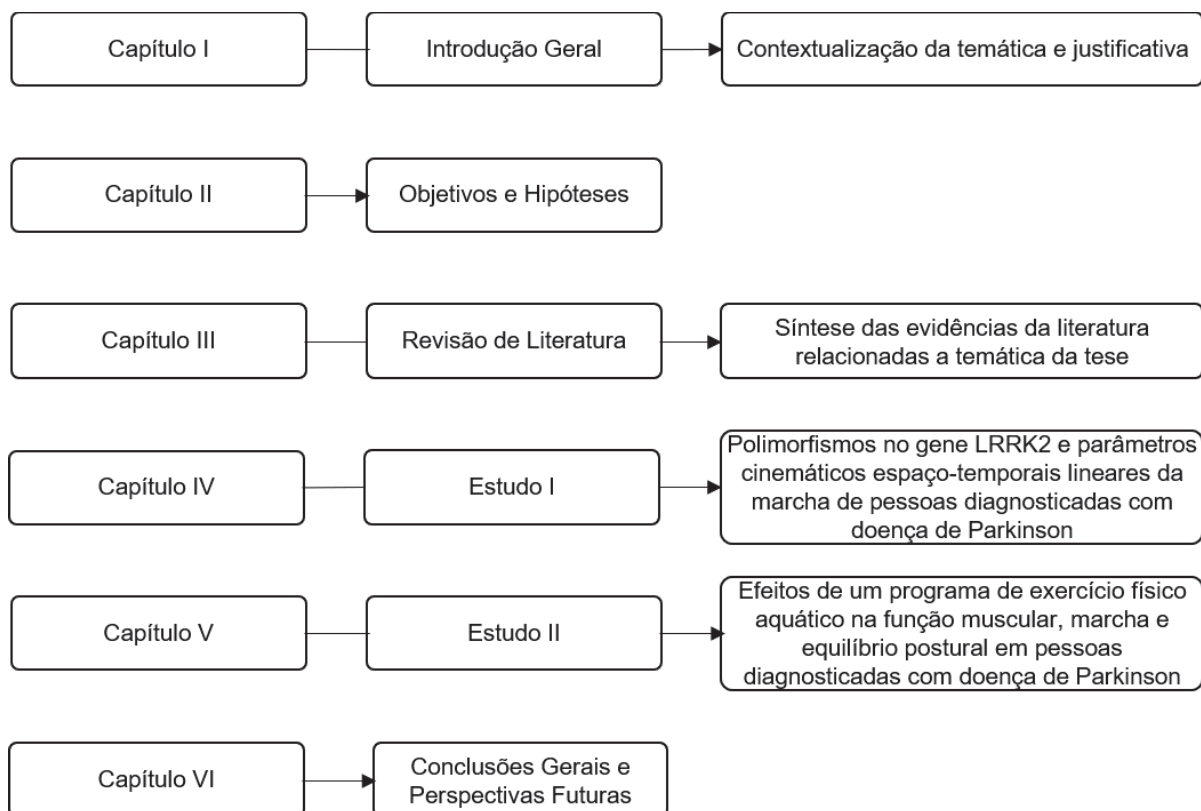 Capítulo I
Introdução Geral
Contextualização da temática e justificativa
Capítulo II
Objetivos e Hipóteses
Capítulo III
Revisão de Literatura
Síntese das evidências da literatura
relacionadas a temática da tese
Capítulo IV
Estudo I
Polimorfismos no gene LRRK2 e parâmetros
cinemáticos espaço-temporais lineares da
marcha de pessoas diagnosticadas com
doença de Parkinson
Capítulo V
Estudo II
Efeitos de um programa de exercício físico
aquático na função muscular, marcha e
equilíbrio postural em pessoas
diagnosticadas com doença de Parkinson
Capítulo VI
Conclusões Gerais e
Perspectivas Futuras